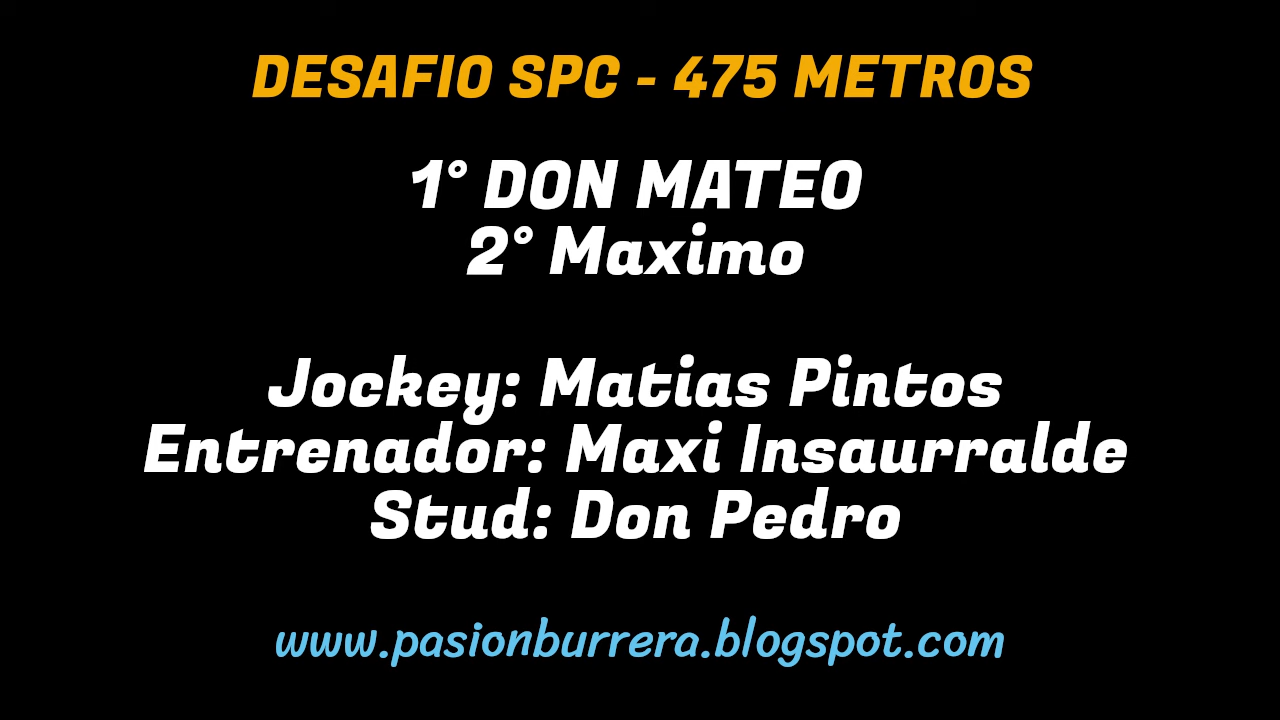 DESAFIO SPC - 475 METROS
1° DON MATEO
2° Maximo
Jockey: Matias Pintos
Entrenador: Maxi Insaurralde
Stud: Don Pedro
www.pasionburrera.blogspot.com